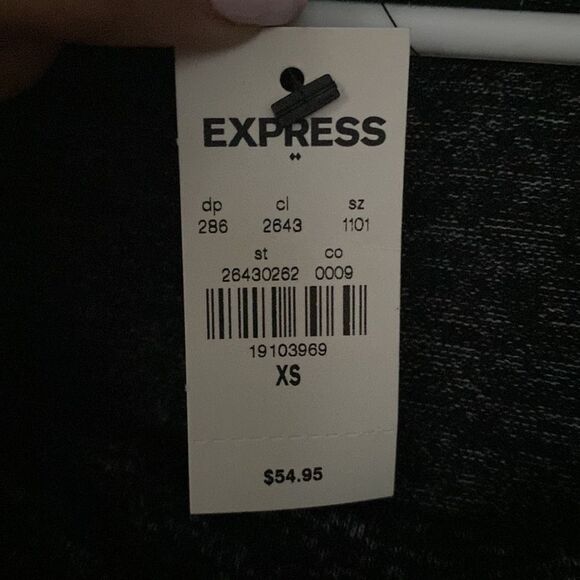 EXPRESS
dp cl sz
286 2643 1101
st co
26430262 0009
19103969
XS
$54.95